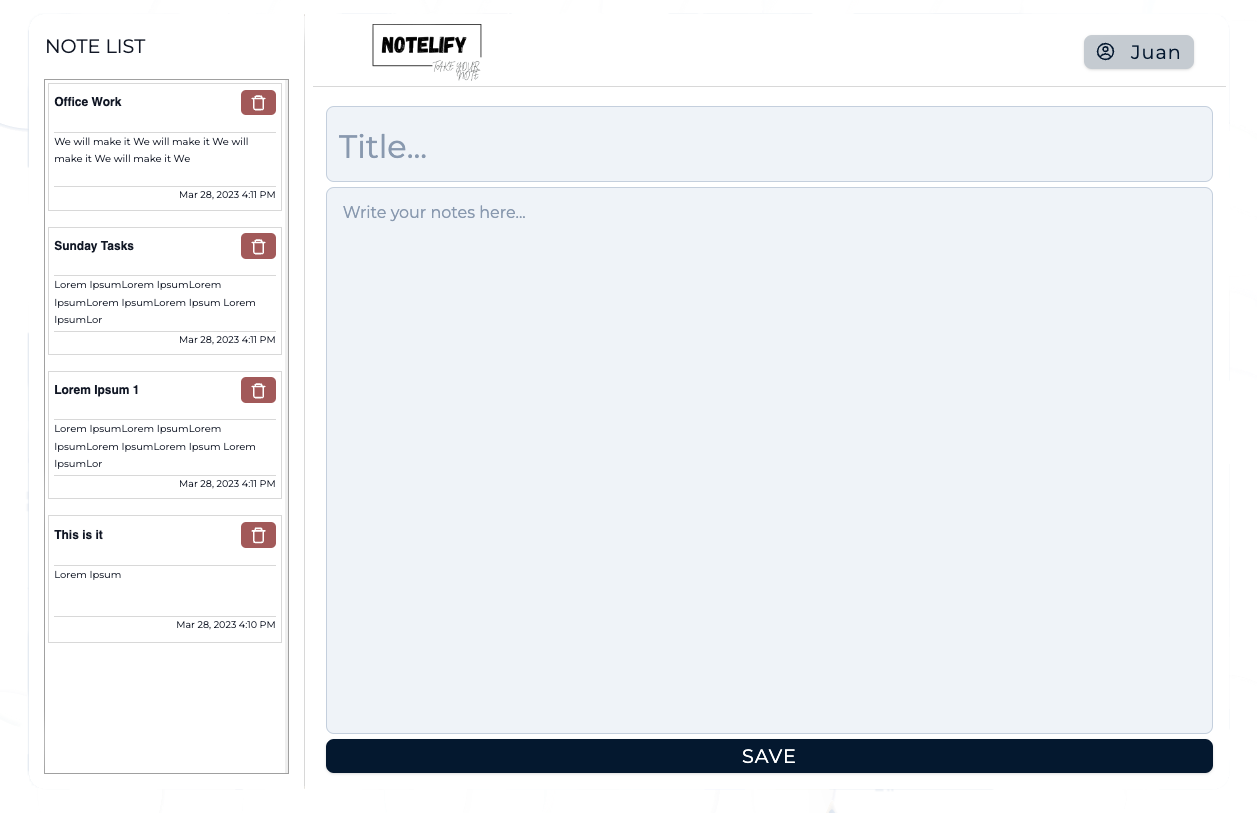 NOTE LIST
Office Work
We will make it We will make it We will
make it We will make it We
Mar 28, 2023 4:11 PM
Sunday Tasks
Lorem IpsumLorem IpsumLorem
IpsumLorem IpsumLorem Ipsum Lorem
IpsumLor
Mar 28, 2023 4:11 PM
Lorem Ipsum 1
Lorem IpsumLorem IpsumLorem
IpsumLorem IpsumLorem Ipsum Lorem
IpsumLor
Mar 28, 2023 4:11 PM
This is it
Lorem Ipsum
Mar 28, 2023 4:10 PM
NOTELIFY
TAKE YOUR
NOTE
Juan
Title...
Write your notes here...
SAVE